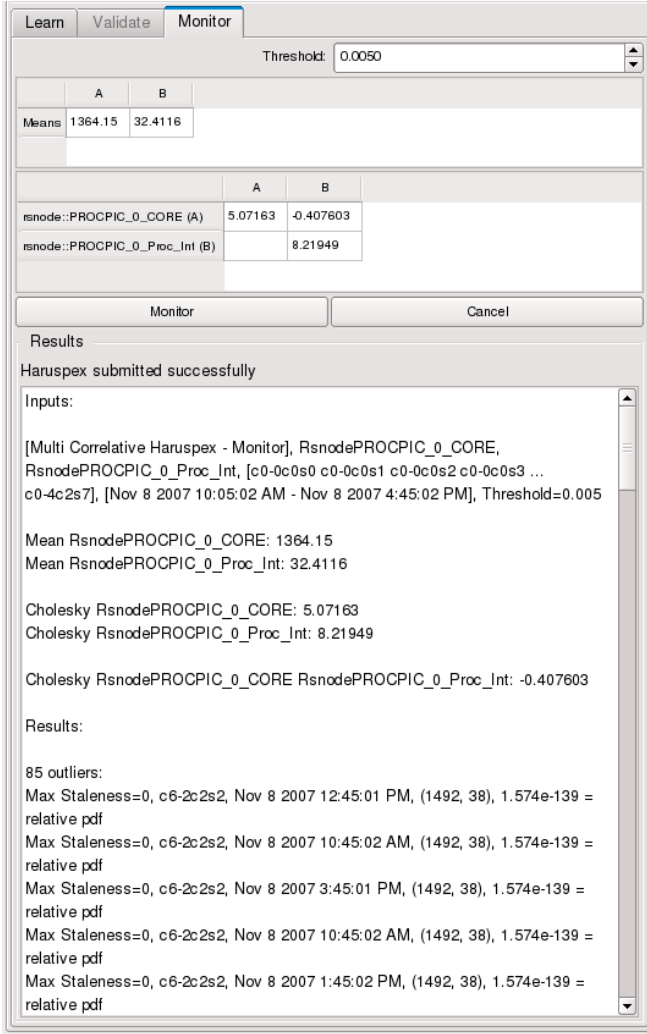 Learn Validate Monitor
Threshold: 0.0050
A B
Means 1364.15 32.4116
A B
rsnode::PROCPIC_0_CORE (A) 5.07163 -0.407603
rsnode::PROCPIC_0_Proc_Int (B) 8.21949
Monitor Cancel
Results
Haruspex submitted successfully
Inputs:
[Multi Correlative Haruspex - Monitor], RsnodePROCPIC_0_CORE,
RsnodePROCPIC_0_Proc_Int, [c0-0c0s0 c0-0c0s1 c0-0c0s2 c0-0c0s3 ...
c0-4c2s7], [Nov 8 2007 10:05:02 AM - Nov 8 2007 4:45:02 PM], Threshold=0.005
Mean RsnodePROCPIC_0_CORE: 1364.15
Mean RsnodePROCPIC_0_Proc_Int: 32.4116
Cholesky RsnodePROCPIC_0_CORE: 5.07163
Cholesky RsnodePROCPIC_0_Proc_Int: 8.21949
Cholesky RsnodePROCPIC_0_CORE RsnodePROCPIC_0_Proc_Int: -0.407603
Results:
85 outliers:
Max Staleness=0, c6-2c2s2, Nov 8 2007 12:45:01 PM, (1492, 38), 1.574e-139 =
relative pdf
Max Staleness=0, c6-2c2s2, Nov 8 2007 10:45:02 AM, (1492, 38), 1.574e-139 =
relative pdf
Max Staleness=0, c6-2c2s2, Nov 8 2007 3:45:01 PM, (1492, 38), 1.574e-139 =
relative pdf
Max Staleness=0, c6-2c2s2, Nov 8 2007 10:45:02 AM, (1492, 38), 1.574e-139 =
relative pdf
Max Staleness=0, c6-2c2s2, Nov 8 2007 1:45:02 PM, (1492, 38), 1.574e-139 =
relative pdf